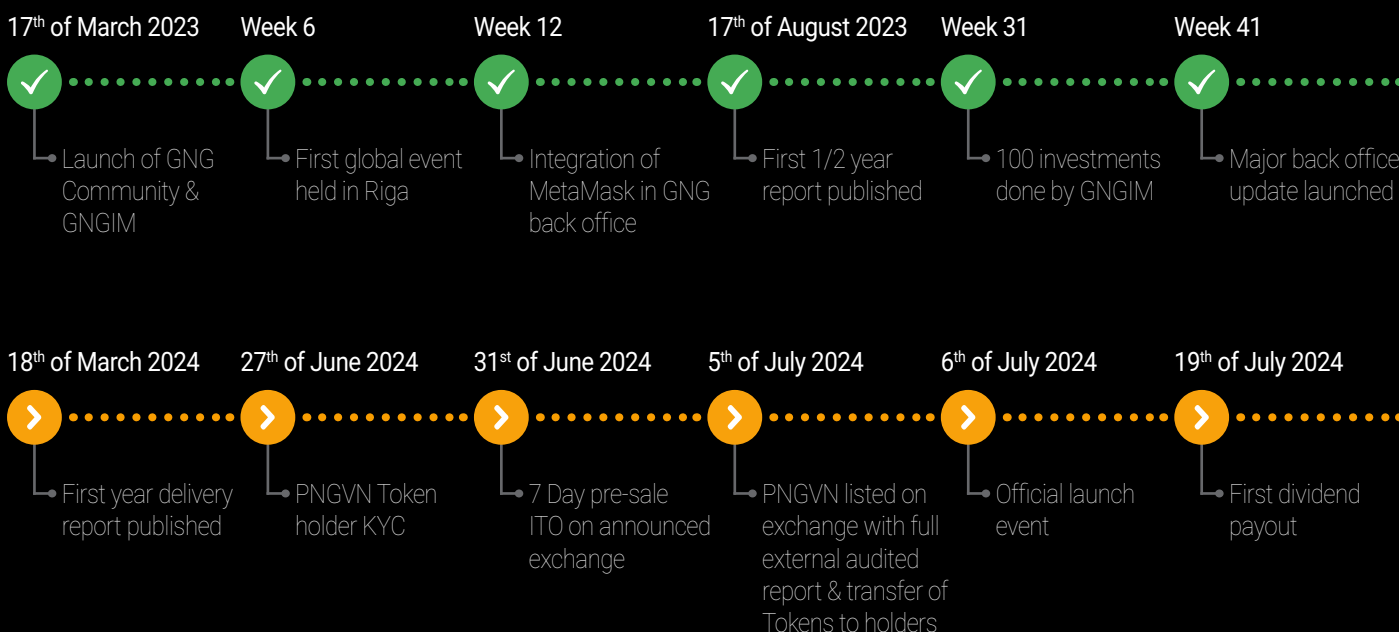 17th of March 2023
Week 6
Week 12
17th of August 2023
Week 31
Week 41
Launch of GNG
Community &
GNGIM
First global event
held in Riga
Integration of
MetaMask in GNG
back office
First 1/2 year
report published
100 investments
done by GNGIM
Major back office
update launched
18th of March 2024
27th of June 2024
31st of June 2024
5th of July 2024
6th of July 2024
19th of July 2024
First year delivery
report published
PNGVN Token
holder KYC
7 Day pre-sale
ITO on announced
exchange
PNGVN listed on
exchange with full
external audited
report & transfer of
Tokens to holders
Official launch
event
First dividend
payout